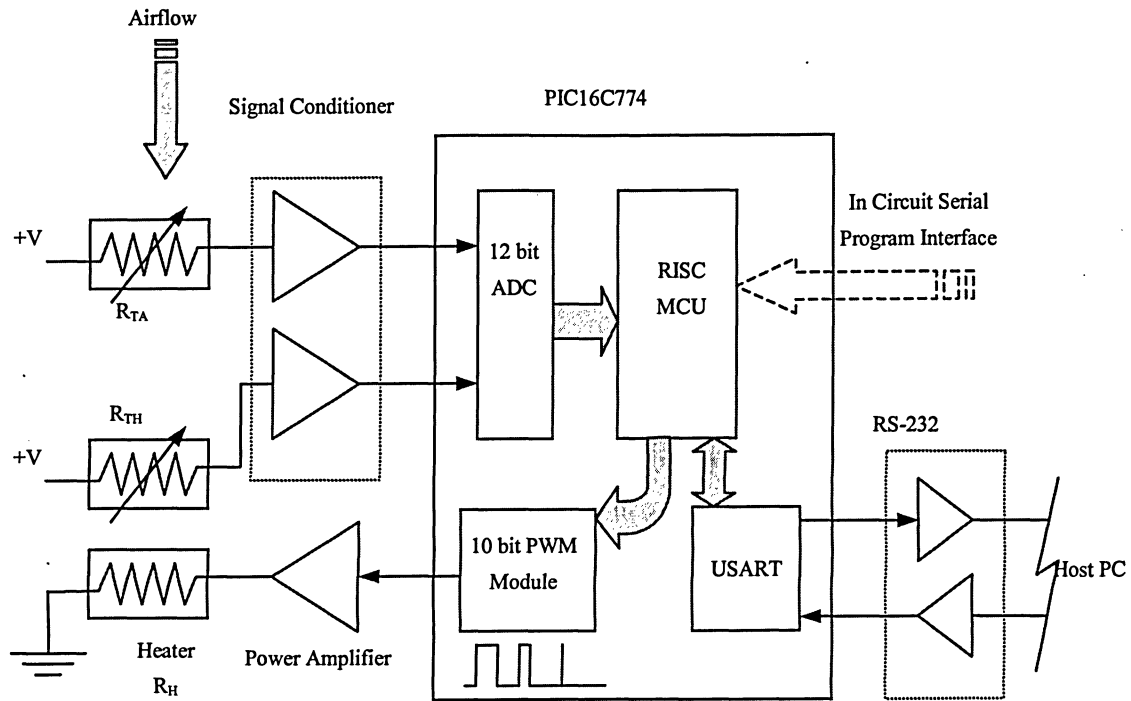 Airflow
Signal Conditioner
PIC16C774
+V
R_TA
12 bit
ADC
RISC
MCU
In Circuit Serial
Program Interface
R_TH
+V
RS-232
10 bit PWM
Module
USART
Host PC
Heater
R_H
Power Amplifier